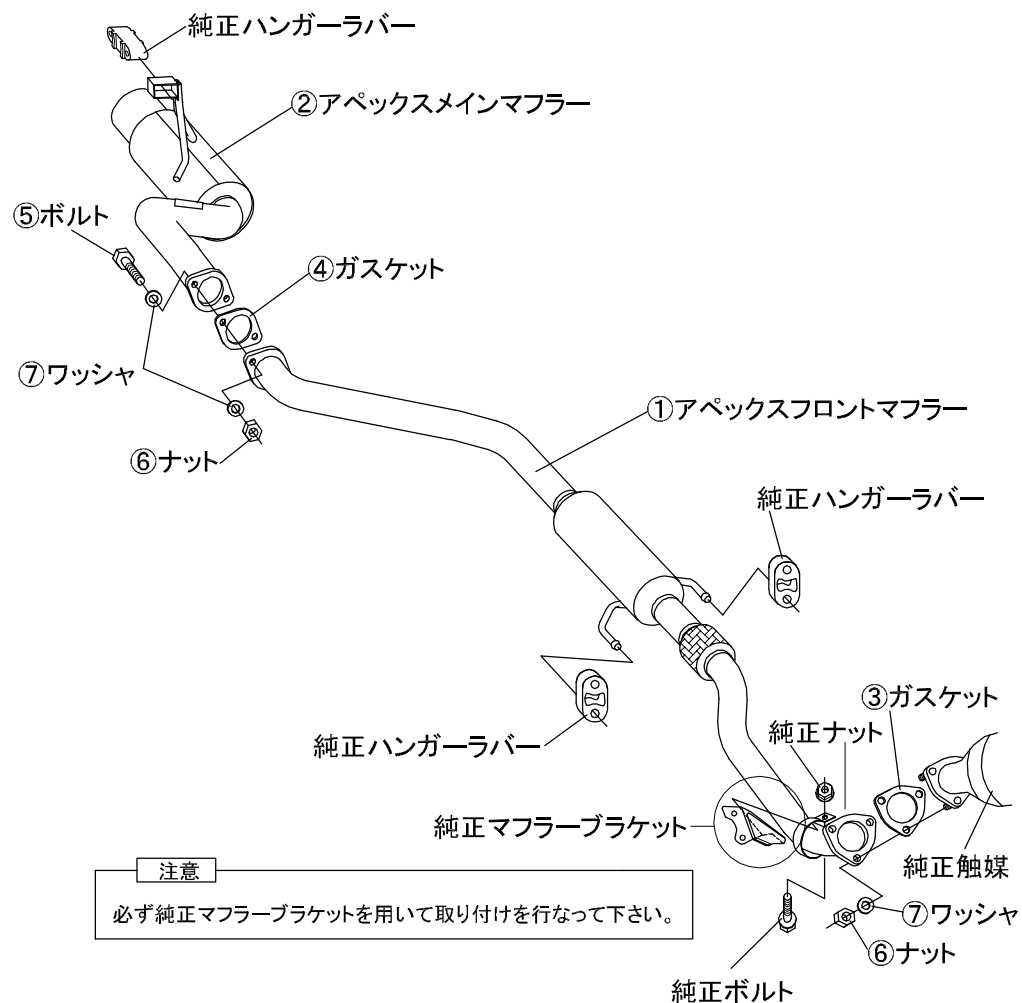 純正ハンガーラバー
②アペックスメインマフラー
⑤ボルト
④ガスケット
⑦ワッシャ
①アペックスフロントマフラー
⑥ナット
純正ハンガーラバー
③ガスケット
純正ナット
純正ハンガーラバー
純正マフラーブラケット
純正触媒
注意
必ず純正マフラーブラケットを用いて取り付けを行なって下さい。
⑦ワッシャ
⑥ナット
純正ボルト